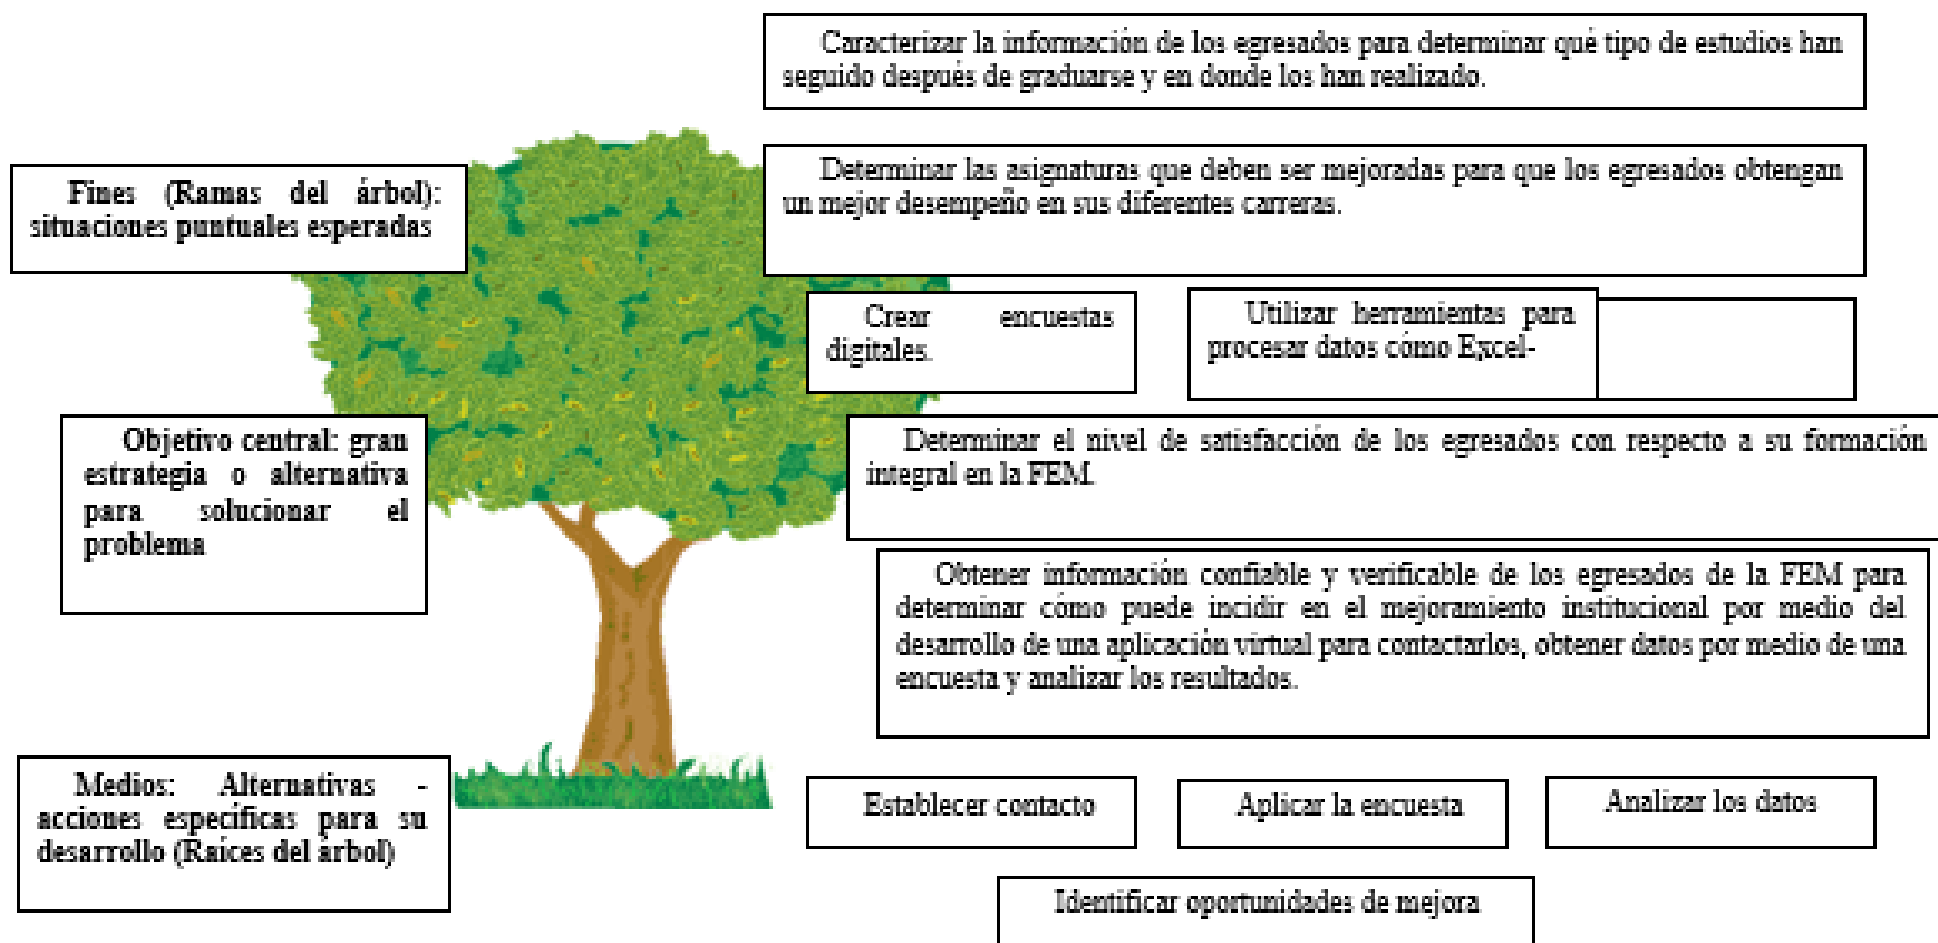 Caracterizar la información de los egresados para determinar qué tipo de estudios han
seguido después de graduarse y en donde los han realizado.
Fines (Ramas del árbol):
situaciones puntuales esperadas
Determinar las asignaturas que deben ser mejoradas para que los egresados obtengan
un mejor desempeño en sus diferentes carreras.
Crear encuestas
digitales.
Utilizar herramientas para
procesar datos cómo Excel-
Objetivo central: gran
estrategia o alternativa
para solucionar el
problema
Determinar el nivel de satisfacción de los egresados con respecto a su formación
integral en la FEM.
Obtener información confiable y verificable de los egresados de la FEM para
determinar cómo puede incidir en el mejoramiento institucional por medio del
desarrollo de una aplicación virtual para contactarlos, obtener datos por medio de una
encuesta y analizar los resultados.
Medios: Alternativas -
acciones específicas para su
desarrollo (Raíces del árbol)
Establecer contacto
Aplicar la encuesta
Analizar los datos
Identificar oportunidades de mejora